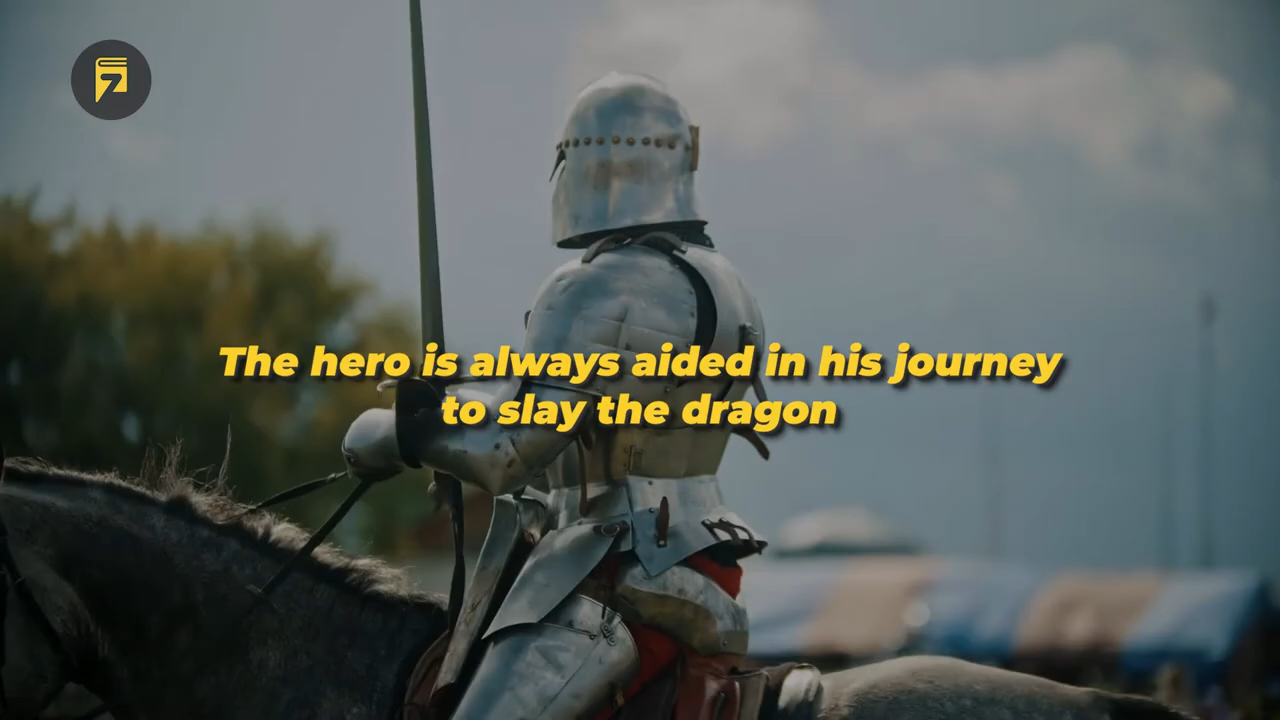 The hero is always aided in his journey
to slay the dragon